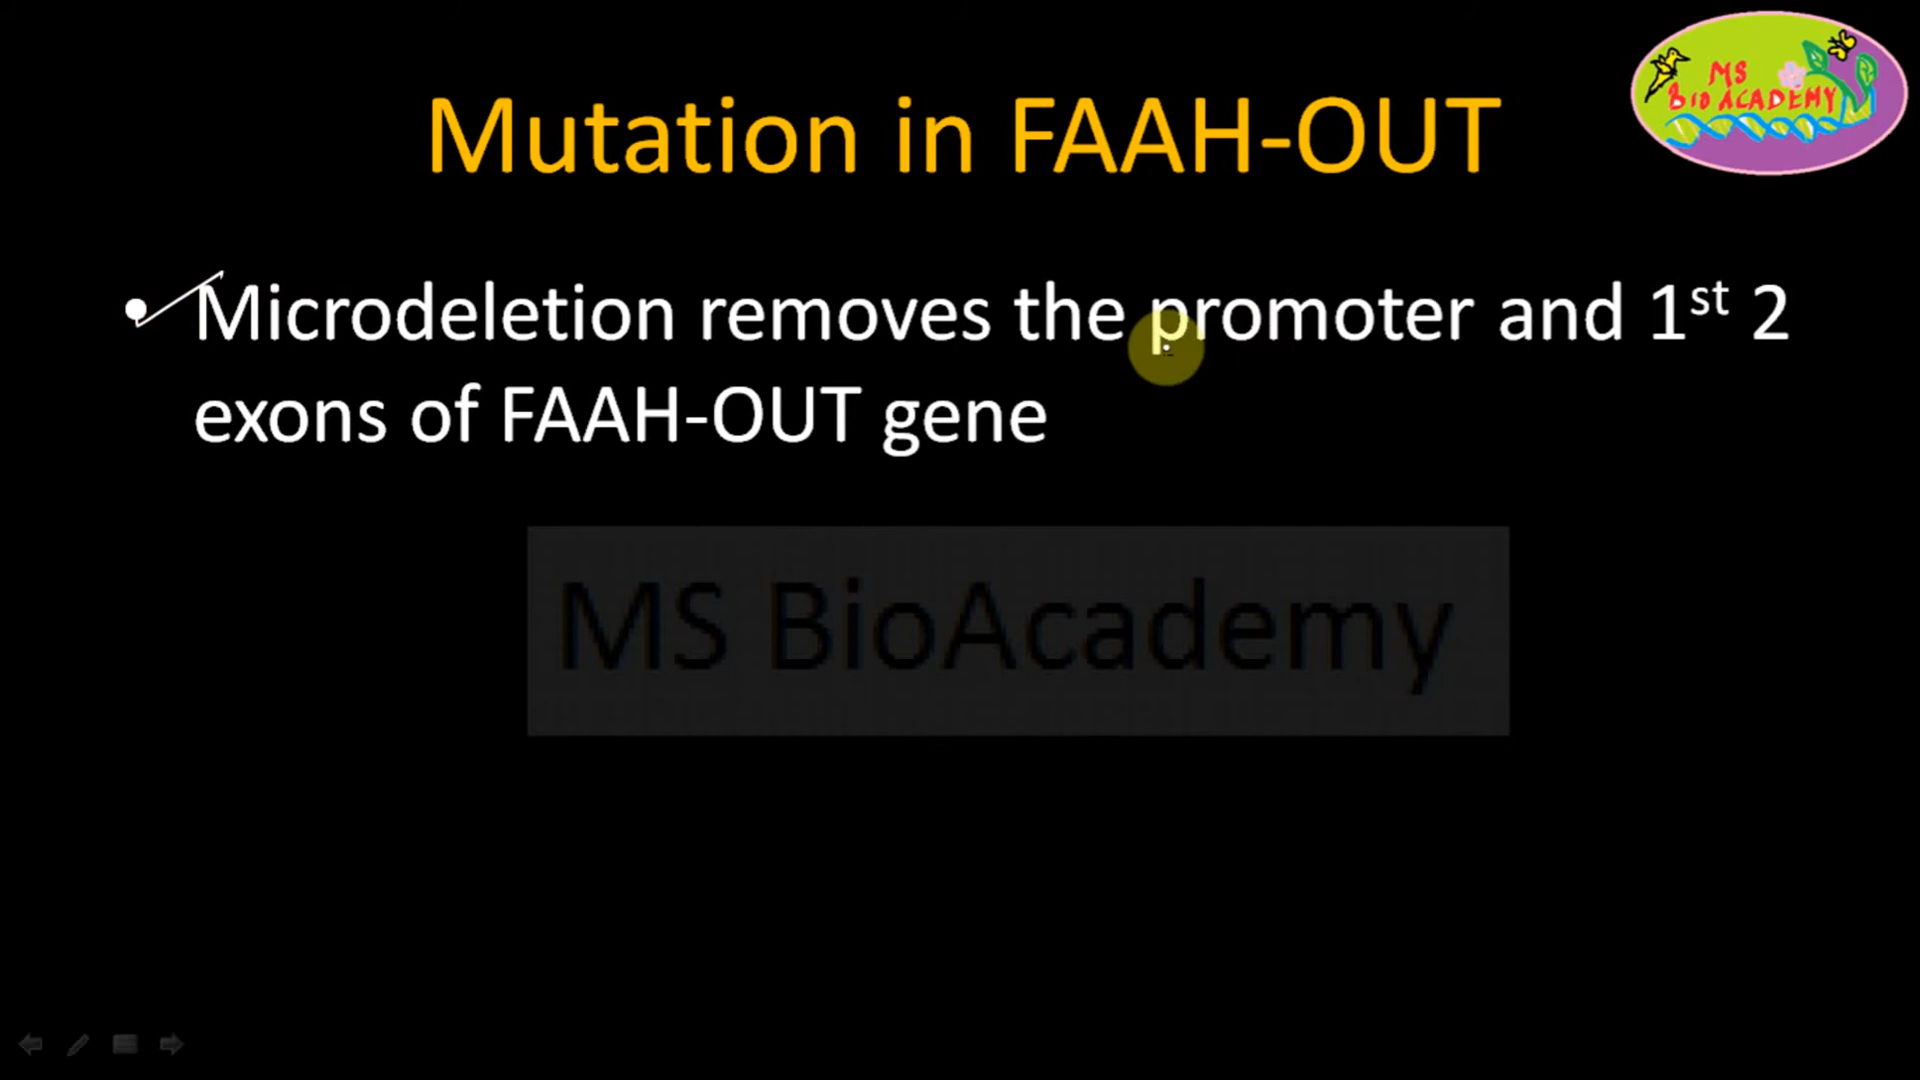 MS
BIO ACADEMY
Mutation in FAAH-OUT
• Microdeletion removes the promoter and 1st 2
exons of FAAH-OUT gene
MS BioAcademy